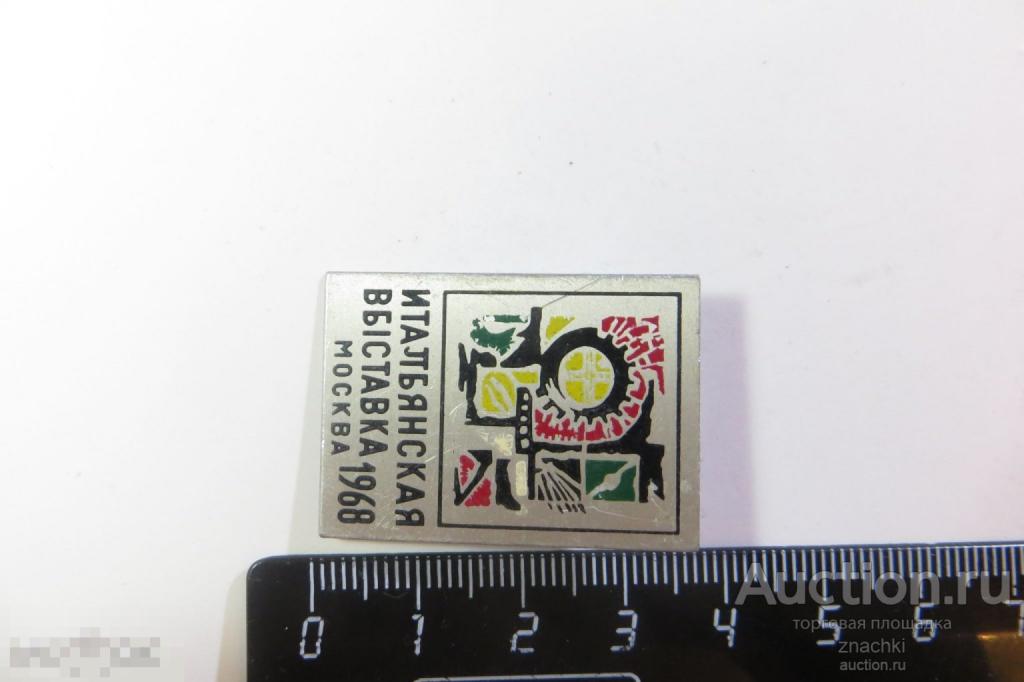 ИТАЛЬЯНСКАЯ
ВЫСТАВКА 1968
МОСКВА
0 1 2 3 4 5 6 7
Auction.ru
торговая площадка
znachki
auction.ru